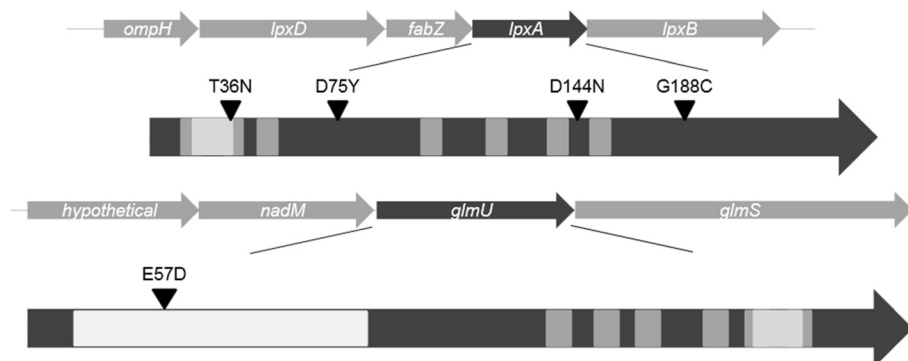 ompH lpxD fabZ lpxA lpxB
T36N D75Y D144N G188C
hypothetical nadM glmU glmS
E57D